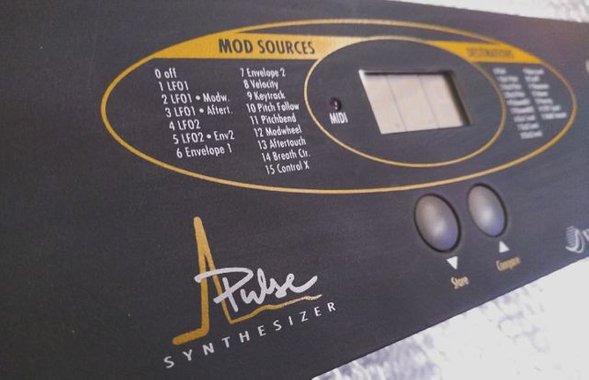 MOD SOURCES
DESTINATIONS
0 off
1 LFO1
2 LFO1 • Modw.
3 LFO1 • Aftert.
4 LFO2
5 LFO2 • Env2
6 Envelope 1
7 Envelope 2
8 Velocity
9 Keytrack
10 Pitch Follow
11 Pitchbend
12 Modwheel
13 Aftertouch
14 Breath Ctr.
15 Control X
MIDI
Store
Compare
Pulse
SYNTHESIZER